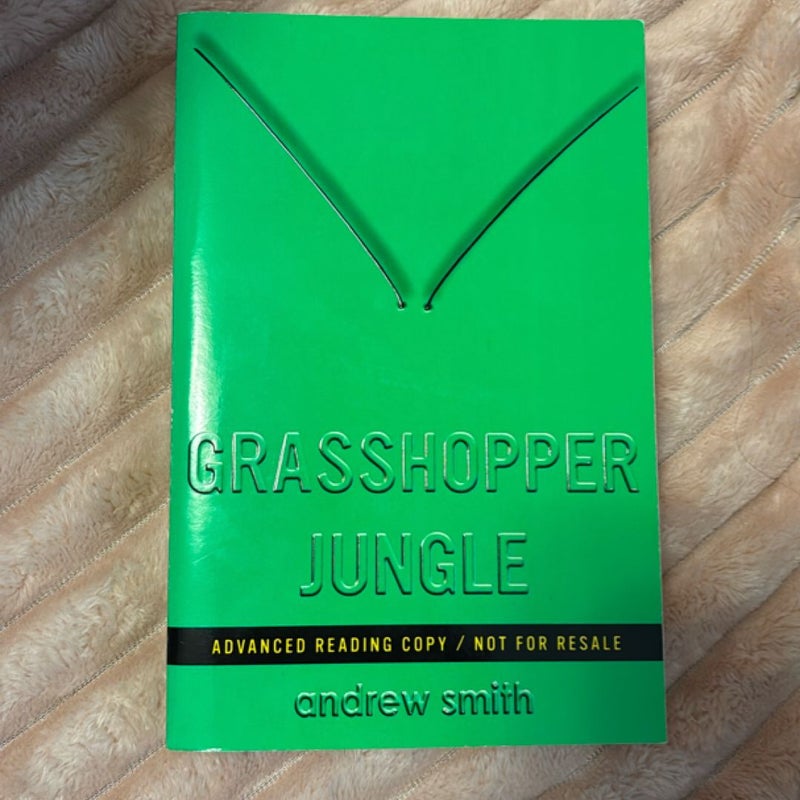 GRASSHOPPER
JUNGLE
ADVANCED READING COPY / NOT FOR RESALE
andrew smith